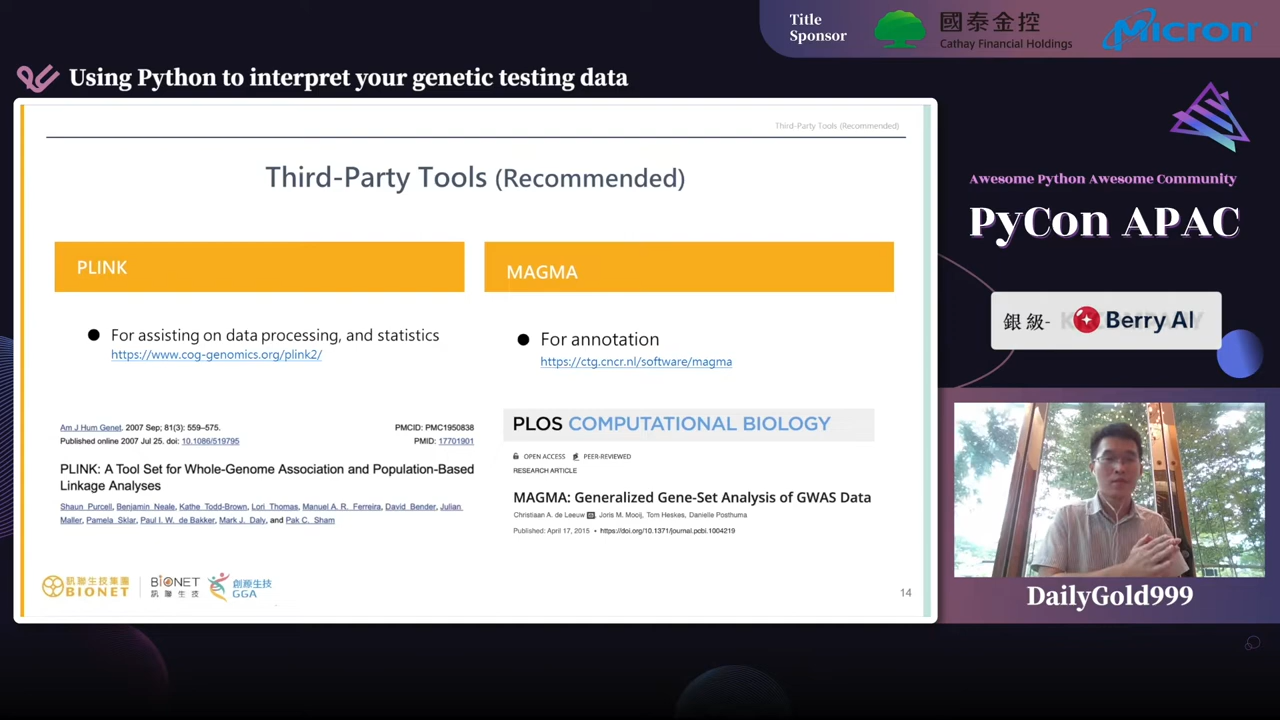 Title
Sponsor
國泰金控
Cathay Financial Holdings
Micron
Using Python to interpret your genetic testing data
Third-Party Tools (Recommended)
Third-Party Tools (Recommended)
PLINK
MAGMA
● For assisting on data processing, and statistics
https://www.cog-genomics.org/plink2/
● For annotation
https://ctg.cncr.nl/software/magma
Am J Hum Genet. 2007 Sep; 81(3): 559–575.
PMCID: PMC1950838
Published online 2007 Jul 25. doi: 10.1086/519795
PMID: 17701901
PLINK: A Tool Set for Whole-Genome Association and Population-Based
Linkage Analyses
Shaun Purcell, Benjamin Neale, Kathe Todd-Brown, Lori Thomas, Manuel A. R. Ferreira, David Bender, Julian
Maller, Pamela Sklar, Paul I. W. de Bakker, Mark J. Daly, and Pak C. Sham
PLOS COMPUTATIONAL BIOLOGY
OPEN ACCESS PEER-REVIEWED
RESEARCH ARTICLE
MAGMA: Generalized Gene-Set Analysis of GWAS Data
Christiaan A. de Leeuw, Joris M. Mooij, Tom Heskes, Danielle Posthuma
Published: April 17, 2015 • https://doi.org/10.1371/journal.pcbi.1004219
訊聯生技集團
BIONET
BIONET
訊聯生技
創源生技
GGA
14
Awesome Python Awesome Community
PyCon APAC
銀級-
Berry AI
DailyGold999